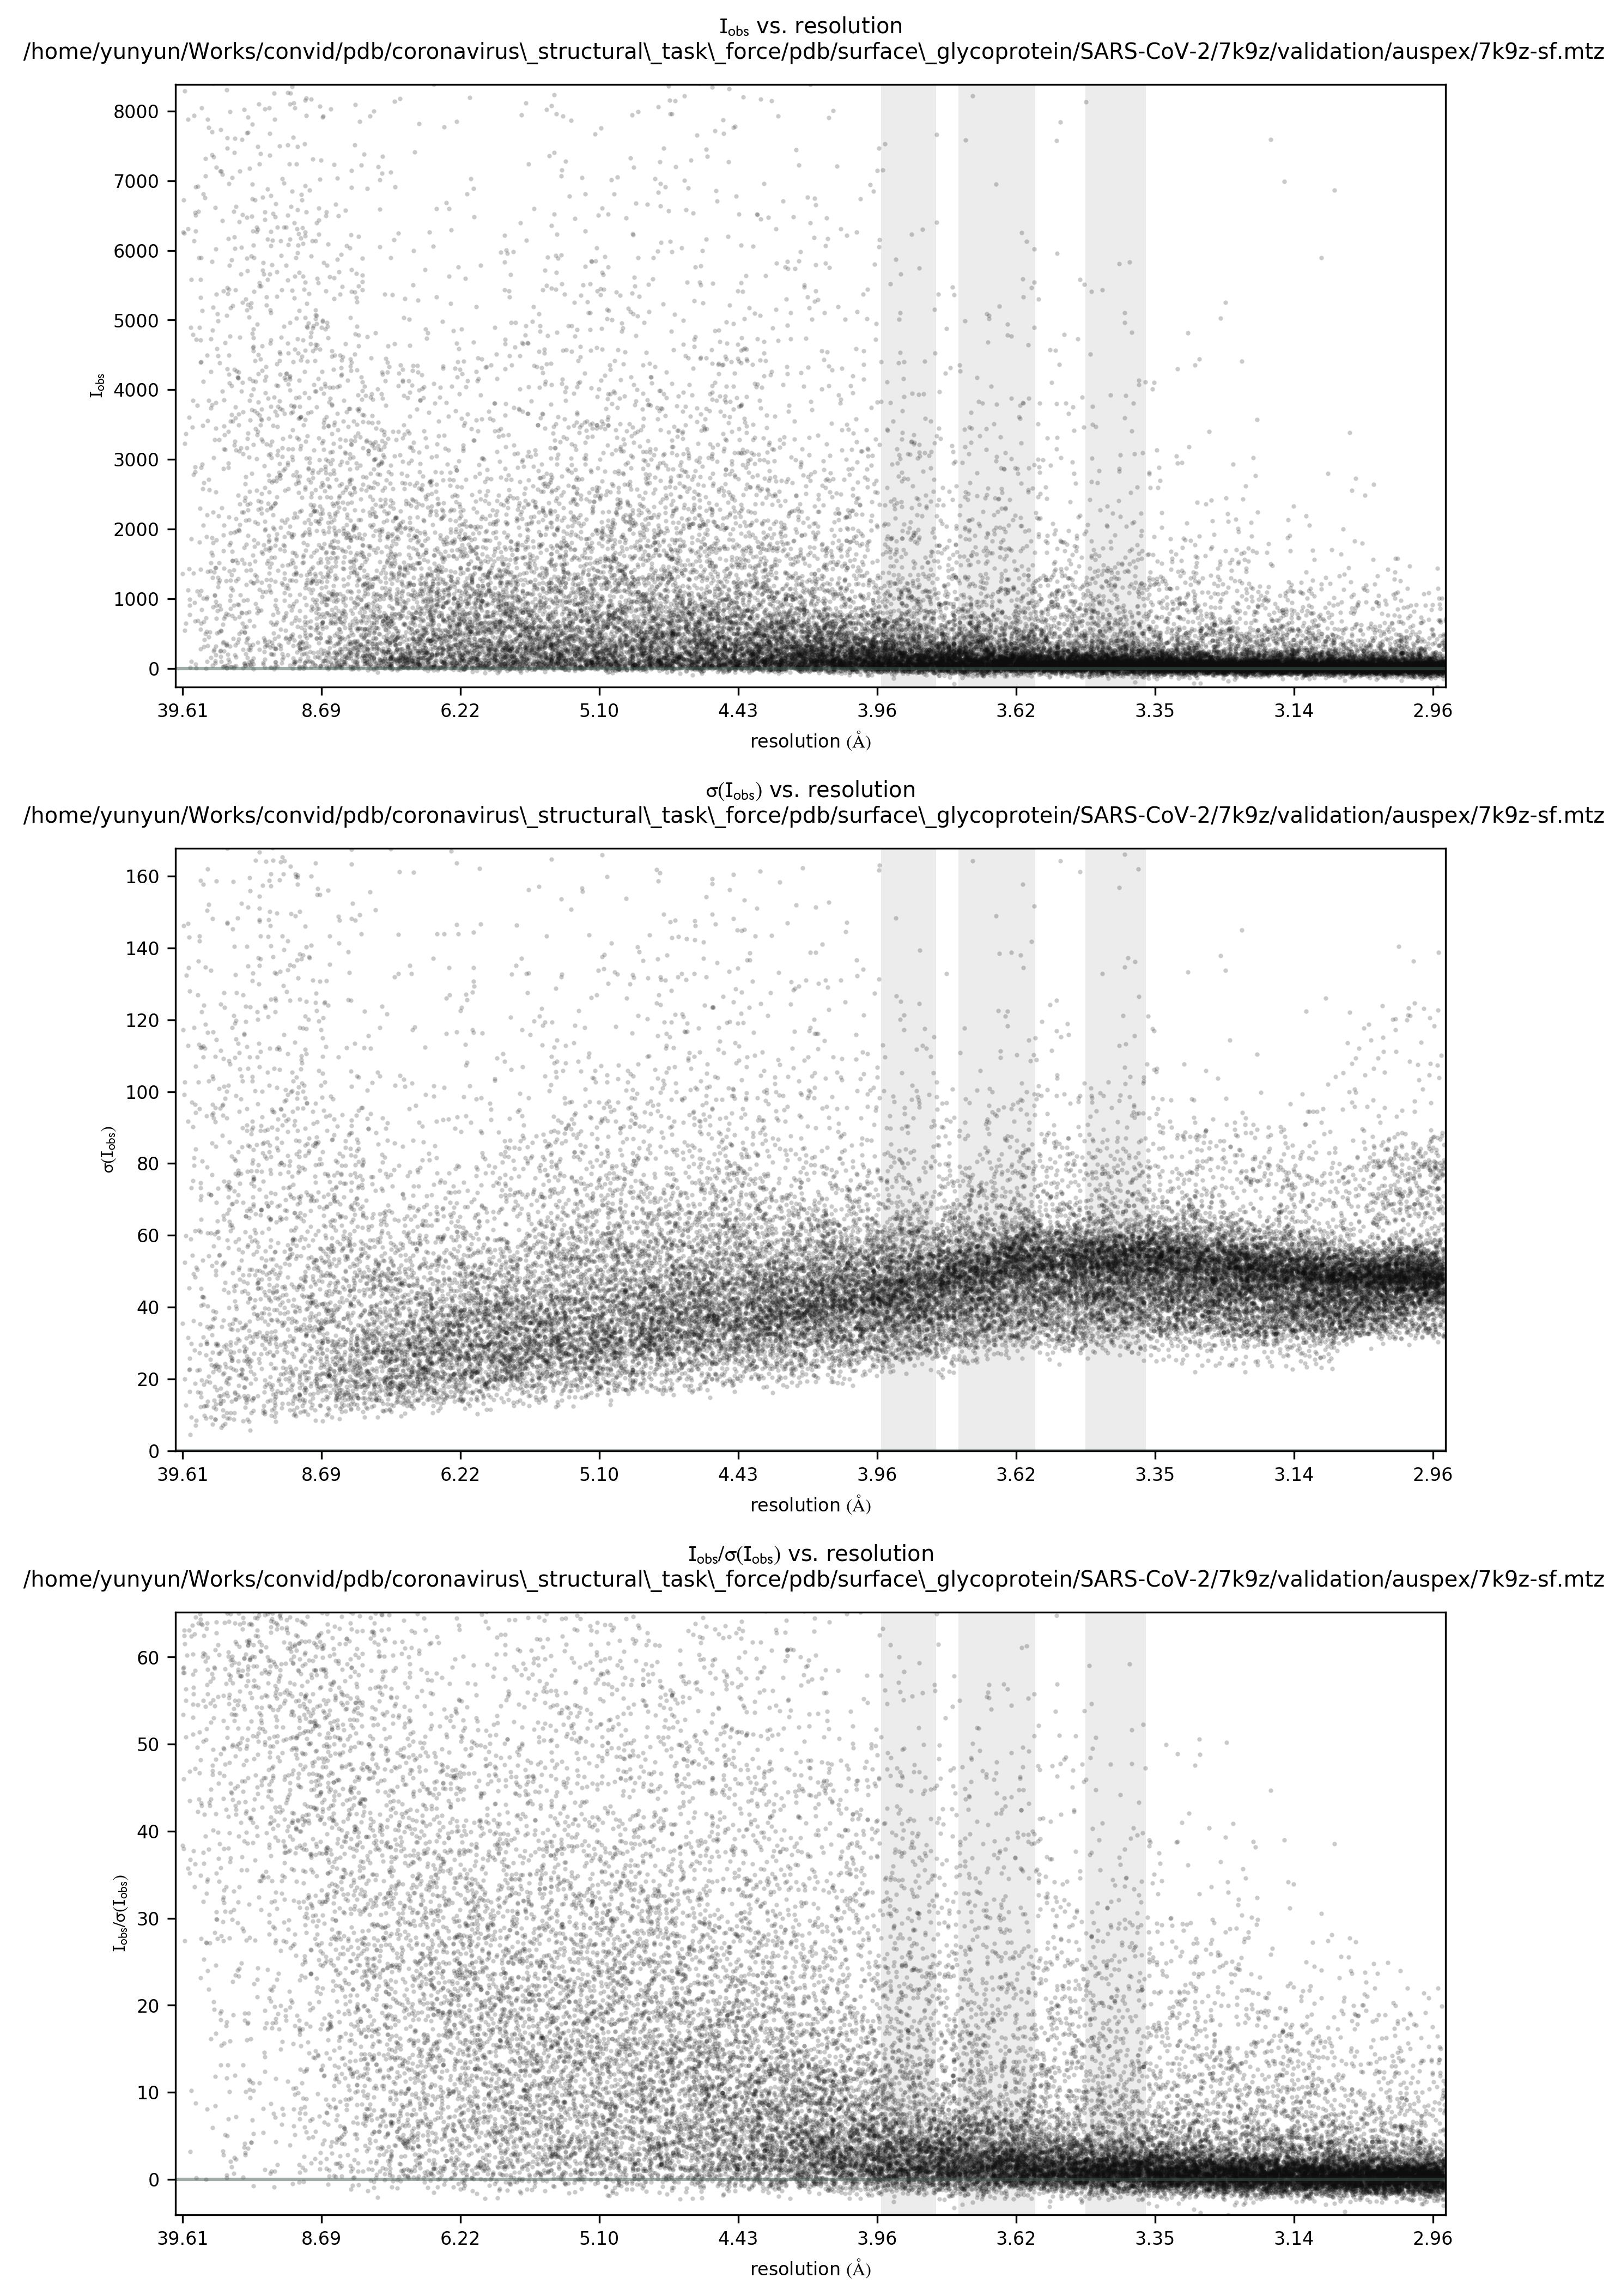 I_obs vs. resolution
/home/yunyun/Works/convid/pdb/coronavirus\_structural\_task\_force/pdb/surface\_glycoprotein/SARS-CoV-2/7k9z/validation/auspex/7k9z-sf.mtz
8000
7000
6000
5000
4000
3000
2000
1000
0
I_obs
39.61 8.69 6.22 5.10 4.43 3.96 3.62 3.35 3.14 2.96
resolution (Å)
σ(I_obs) vs. resolution
/home/yunyun/Works/convid/pdb/coronavirus\_structural\_task\_force/pdb/surface\_glycoprotein/SARS-CoV-2/7k9z/validation/auspex/7k9z-sf.mtz
160
140
120
100
80
60
40
20
0
σ(I_obs)
39.61 8.69 6.22 5.10 4.43 3.96 3.62 3.35 3.14 2.96
resolution (Å)
I_obs/σ(I_obs) vs. resolution
/home/yunyun/Works/convid/pdb/coronavirus\_structural\_task\_force/pdb/surface\_glycoprotein/SARS-CoV-2/7k9z/validation/auspex/7k9z-sf.mtz
60
50
40
30
20
10
0
I_obs/σ(I_obs)
39.61 8.69 6.22 5.10 4.43 3.96 3.62 3.35 3.14 2.96
resolution (Å)